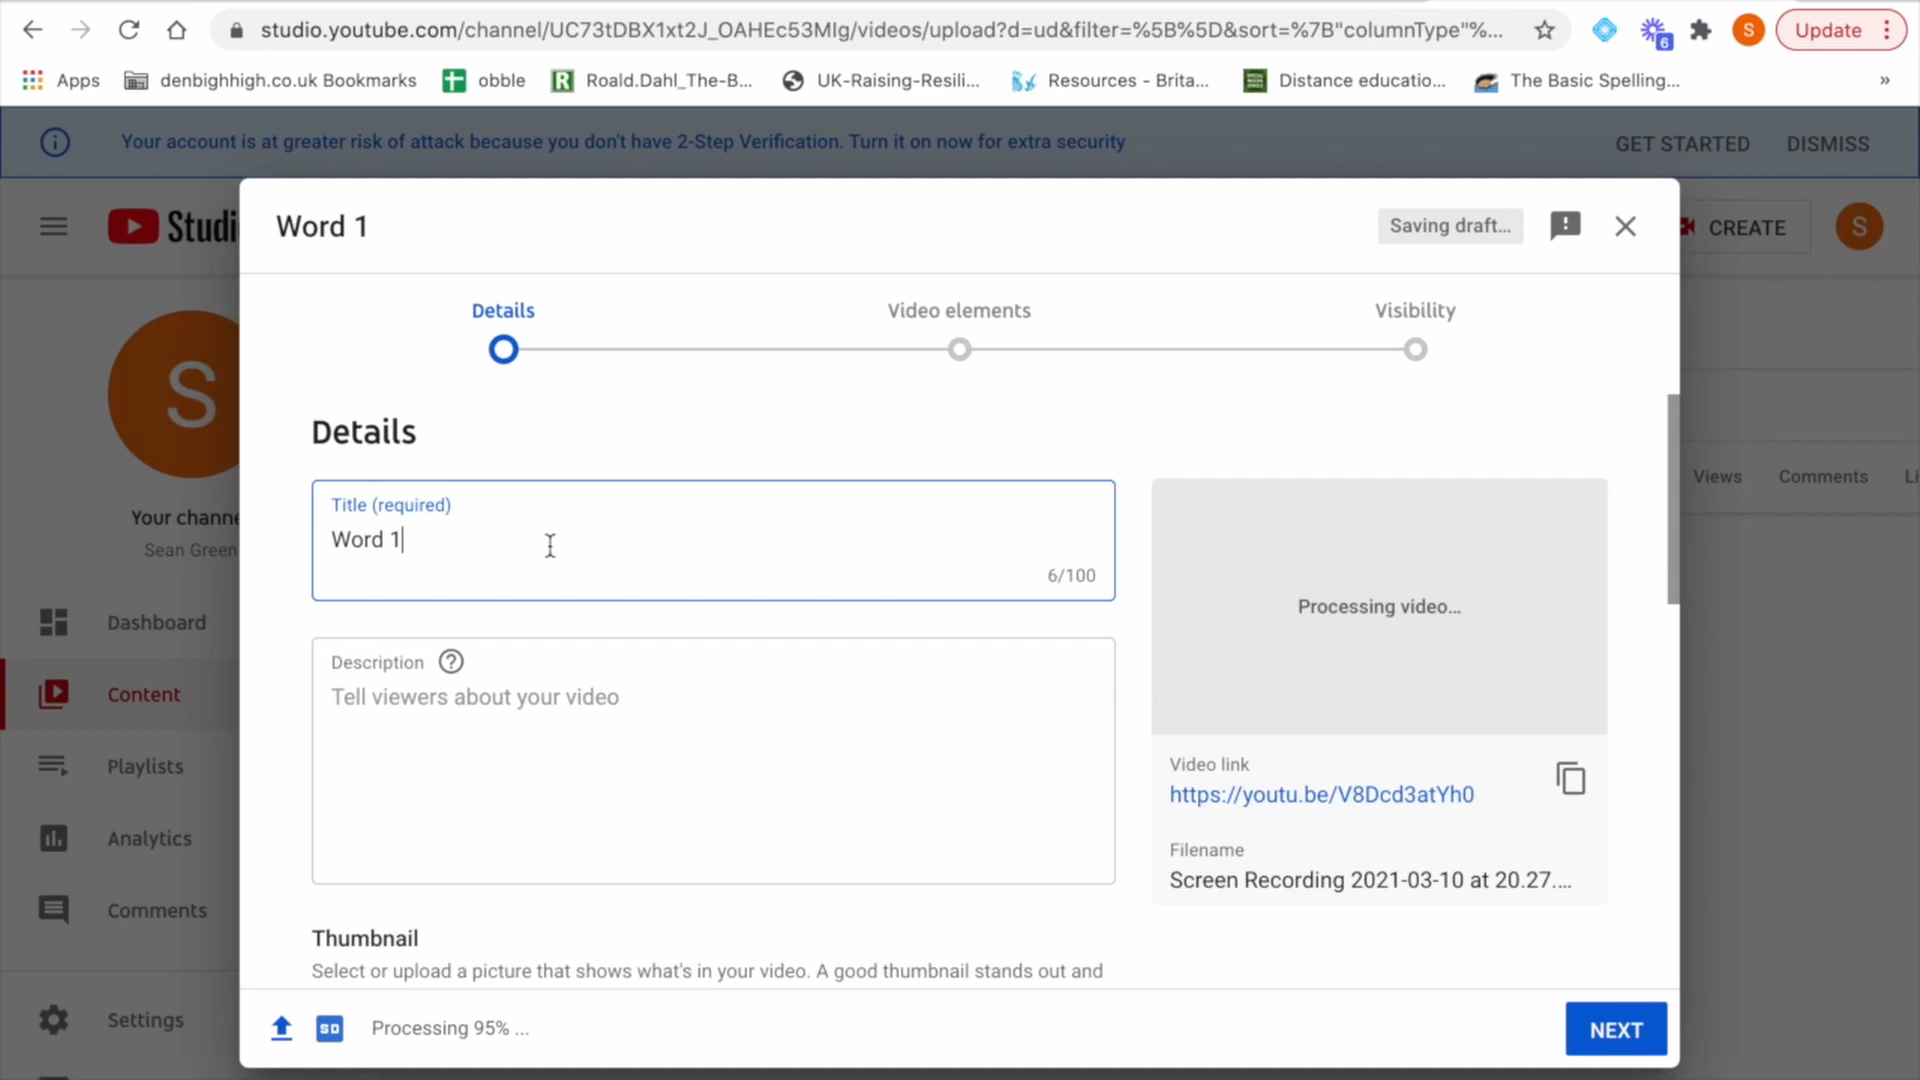 studio.youtube.com/channel/UC73tDBX1xt2J_OAHEc53MIg/videos/upload?d=ud&filter=%5B%5D&sort=%7B"columnType"%...
S
Update
6
Apps
denbighhigh.co.uk Bookmarks
obble
Roald.Dahl_The-B...
UK-Raising-Resili...
Resources - Brita...
Distance educatio...
The Basic Spelling...
»
Your account is at greater risk of attack because you don't have 2-Step Verification. Turn it on now for extra security
GET STARTED
DISMISS
Studi
Word 1
Saving draft...
CREATE
S
Details
Video elements
Visibility
S
Your channe
Sean Green
Details
Title (required)
Word 1
6/100
Description
Tell viewers about your video
Processing video...
Video link
https://youtu.be/V8Dcd3atYh0
Filename
Screen Recording 2021-03-10 at 20.27....
Views
Comments
Li
Dashboard
Content
Playlists
Analytics
Comments
Settings
Thumbnail
Select or upload a picture that shows what's in your video. A good thumbnail stands out and
SD
Processing 95% ...
NEXT